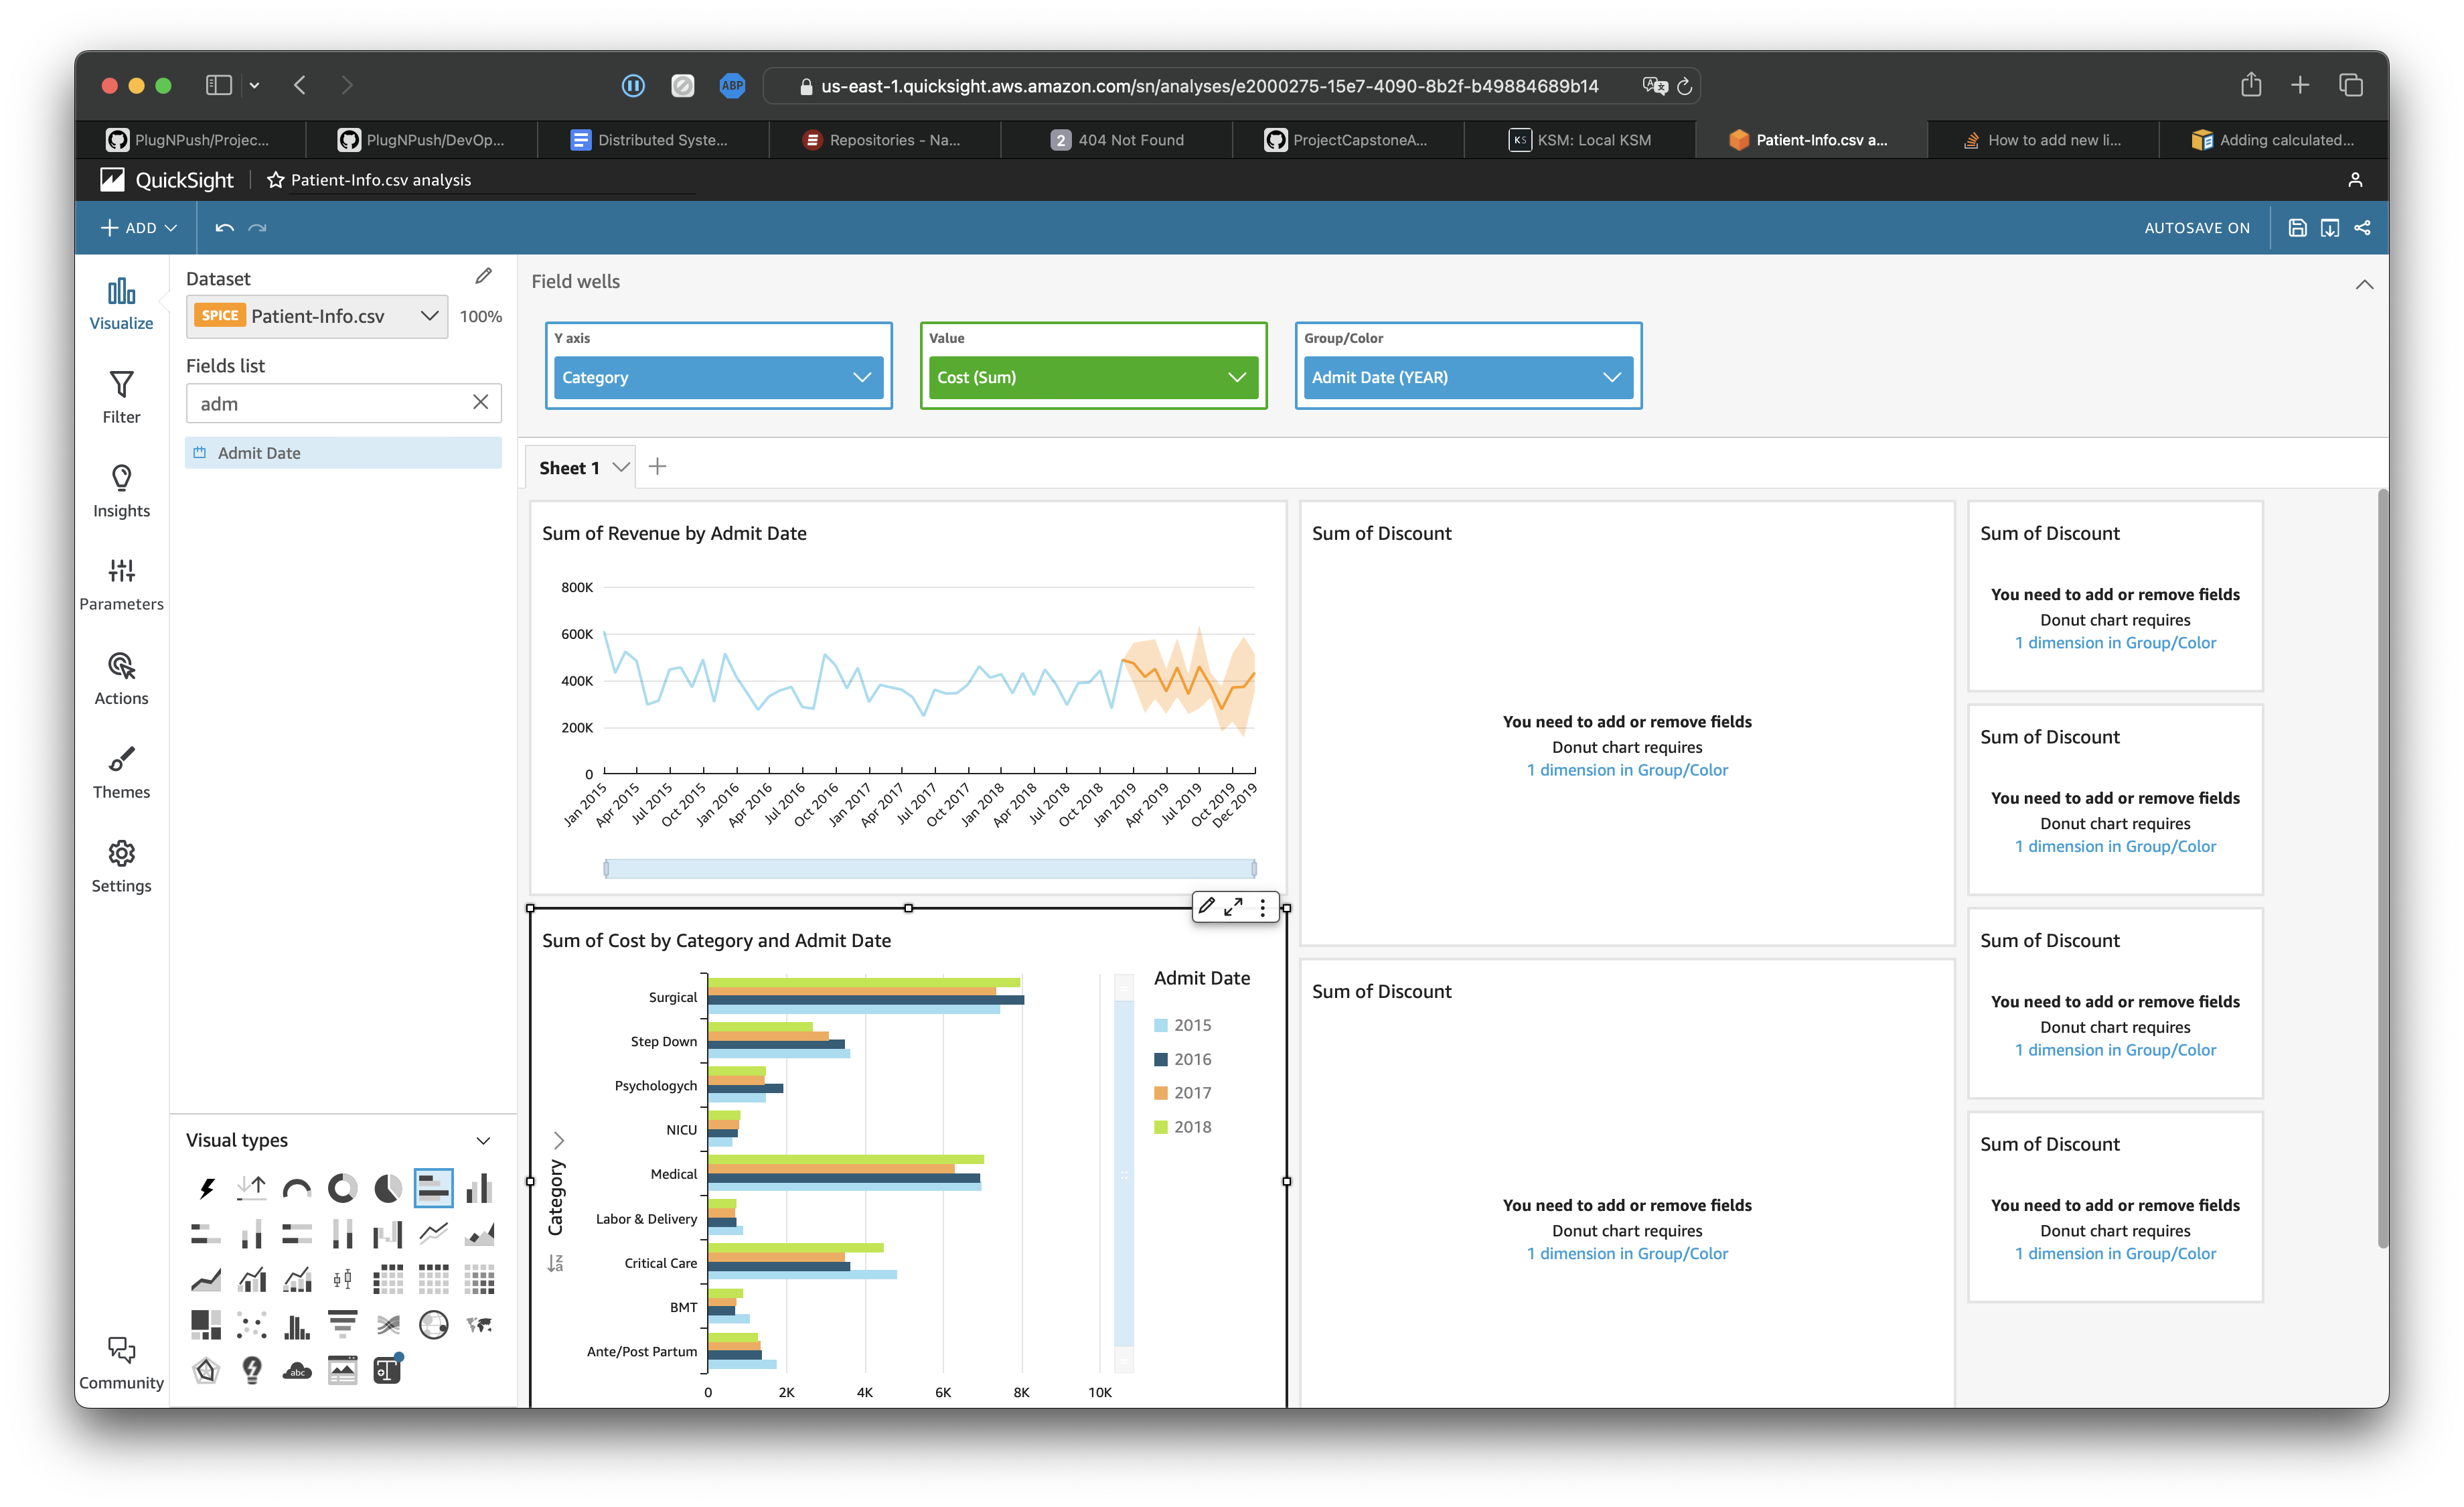 ABP
us-east-1.quicksight.aws.amazon.com/sn/analyses/e2000275-15e7-4090-8b2f-b49884689b14
PlugNPush/Projec...
PlugNPush/DevOp...
Distributed Syste...
Repositories - Na...
2 404 Not Found
ProjectCapstoneA...
KS KSM: Local KSM
Patient-Info.csv a...
How to add new li...
Adding calculated...
QuickSight
Patient-Info.csv analysis
ADD
AUTOSAVE ON
Visualize
Filter
Insights
Parameters
Actions
Themes
Settings
Community
Dataset
SPICE Patient-Info.csv
100%
Fields list
adm
Admit Date
Visual types
abc
Field wells
Y axis
Category
Value
Cost (Sum)
Group/Color
Admit Date (YEAR)
Sheet 1
Sum of Revenue by Admit Date
800K
600K
400K
200K
0
Jan 2015
Apr 2015
Jul 2015
Oct 2015
Jan 2016
Apr 2016
Jul 2016
Oct 2016
Jan 2017
Apr 2017
Jul 2017
Oct 2017
Jan 2018
Apr 2018
Jul 2018
Oct 2018
Jan 2019
Apr 2019
Jul 2019
Oct 2019
Dec 2019
Sum of Cost by Category and Admit Date
Category
Surgical
Step Down
Psychologych
NICU
Medical
Labor & Delivery
Critical Care
BMT
Ante/Post Partum
0
2K
4K
6K
8K
10K
Admit Date
2015
2016
2017
2018
Sum of Discount
You need to add or remove fields
Donut chart requires
1 dimension in Group/Color
Sum of Discount
You need to add or remove fields
Donut chart requires
1 dimension in Group/Color
Sum of Discount
You need to add or remove fields
Donut chart requires
1 dimension in Group/Color
Sum of Discount
You need to add or remove fields
Donut chart requires
1 dimension in Group/Color
Sum of Discount
You need to add or remove fields
Donut chart requires
1 dimension in Group/Color
Sum of Discount
You need to add or remove fields
Donut chart requires
1 dimension in Group/Color